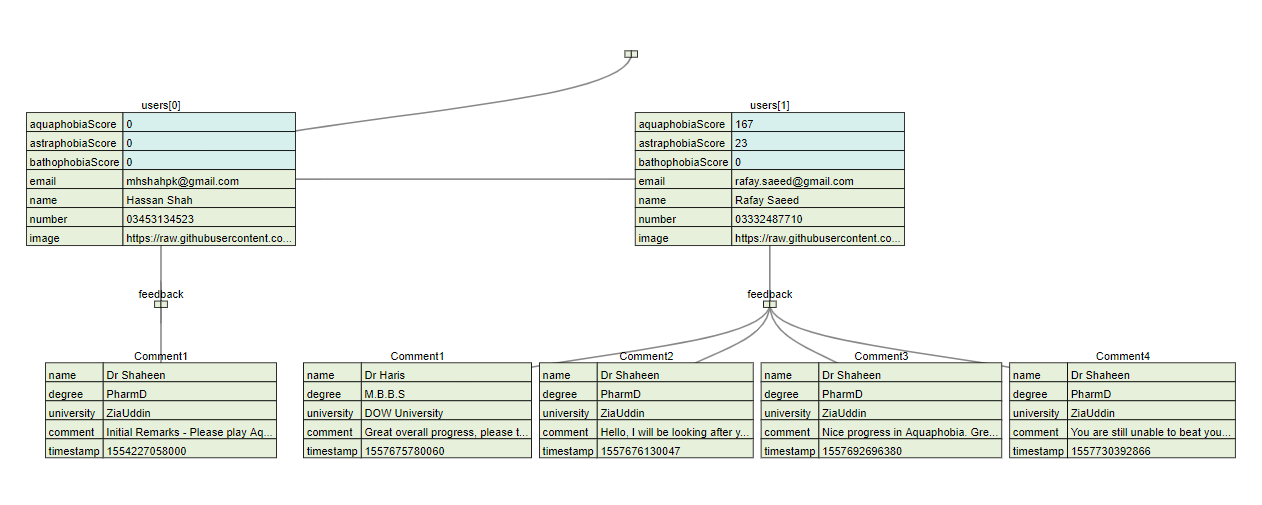 users[0]
aquaphobiaScore 0
astraphobiaScore 0
bathophobiaScore 0
email mhshahpk@gmail.com
name Hassan Shah
number 03453134523
image https://raw.githubusercontent.co...
users[1]
aquaphobiaScore 167
astraphobiaScore 23
bathophobiaScore 0
email rafay.saeed@gmail.com
name Rafay Saeed
number 03332487710
image https://raw.githubusercontent.co...
feedback
feedback
Comment1
name Dr Shaheen
degree PharmD
university ZiaUddin
comment Initial Remarks - Please play Aq...
timestamp 1554227058000
Comment1
name Dr Haris
degree M.B.B.S
university DOW University
comment Great overall progress, please t...
timestamp 1557675780060
Comment2
name Dr Shaheen
degree PharmD
university ZiaUddin
comment Hello, I will be looking after y...
timestamp 1557676130047
Comment3
name Dr Shaheen
degree PharmD
university ZiaUddin
comment Nice progress in Aquaphobia. Gre...
timestamp 1557692696380
Comment4
name Dr Shaheen
degree PharmD
university ZiaUddin
comment You are still unable to beat you...
timestamp 1557730392866